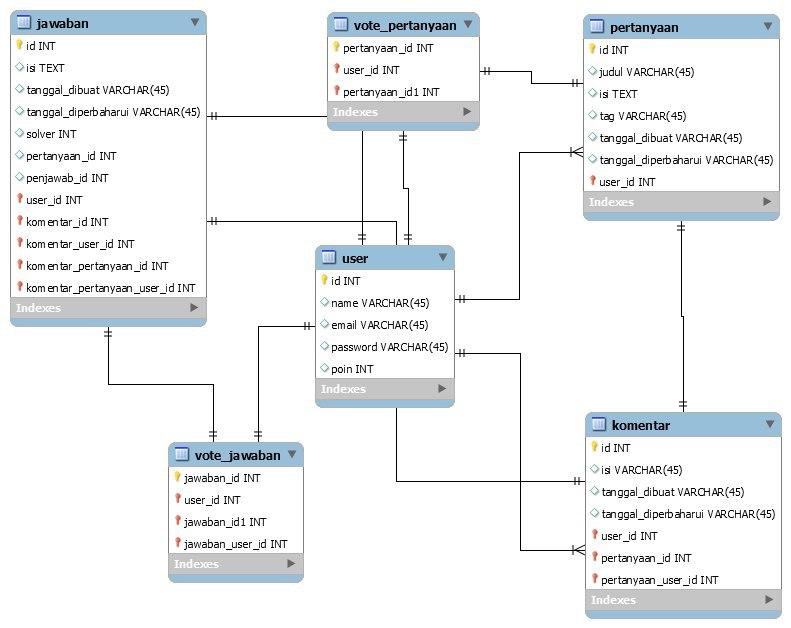 jawaban
id INT
isi TEXT
tanggal_dibuat VARCHAR(45)
tanggal_diperbaharui VARCHAR(45)
solver INT
pertanyaan_id INT
penjawab_id INT
user_id INT
komentar_id INT
komentar_user_id INT
komentar_pertanyaan_id INT
komentar_pertanyaan_user_id INT
Indexes
vote_pertanyaan
pertanyaan_id INT
user_id INT
pertanyaan_id1 INT
Indexes
pertanyaan
id INT
judul VARCHAR(45)
isi TEXT
tag VARCHAR(45)
tanggal_dibuat VARCHAR(45)
tanggal_diperbaharui VARCHAR(45)
user_id INT
Indexes
user
id INT
name VARCHAR(45)
email VARCHAR(45)
password VARCHAR(45)
poin INT
Indexes
vote_jawaban
jawaban_id INT
user_id INT
jawaban_id1 INT
jawaban_user_id INT
Indexes
komentar
id INT
isi VARCHAR(45)
tanggal_dibuat VARCHAR(45)
tanggal_diperbaharui VARCHAR(45)
user_id INT
pertanyaan_id INT
pertanyaan_user_id INT
Indexes